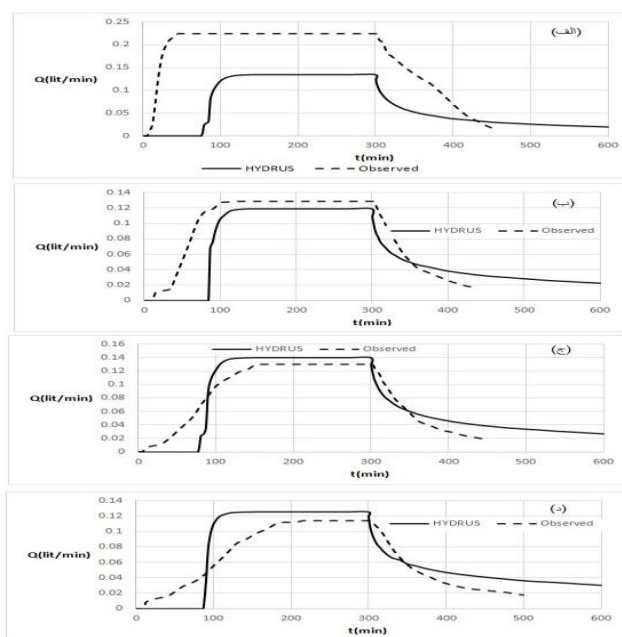 0.25
(الف)
0.2
0.15
Q(lit/min)
0.1
0.05
0
0 100 200 300 400 500 600
t(min)
HYDRUS Observed
0.14
(ب)
0.12
0.1
HYDRUS Observed
0.08
Q(lit/min)
0.06
0.04
0.02
0
0 100 200 300 400 500 600
t(min)
0.16
HYDRUS Observed
(ج)
0.14
0.12
0.1
Q(lit/min)
0.08
0.06
0.04
0.02
0
0 100 200 300 400 500 600
t(min)
0.14
(د)
0.12
HYDRUS Observed
0.1
0.08
Q(lit/min)
0.06
0.04
0.02
0
0 100 200 300 400 500 600
t(min)